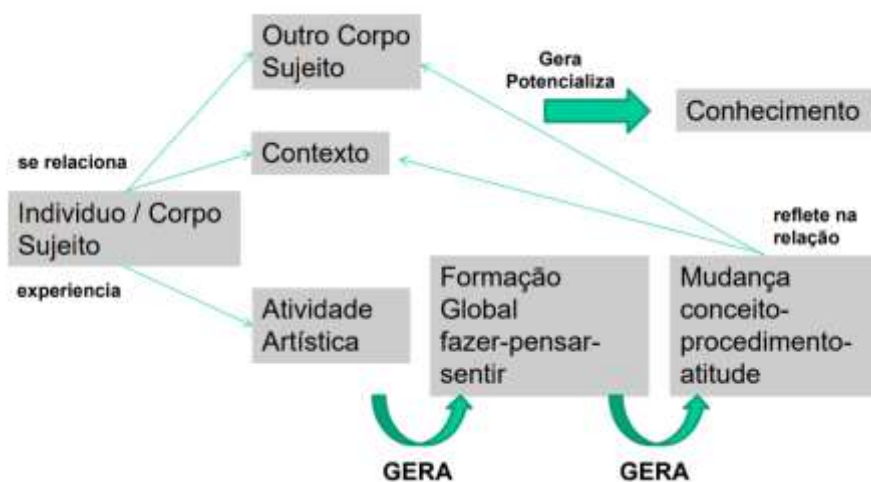 Outro Corpo
Sujeito
Gera
Potencializa
Conhecimento
se relaciona
Contexto
Individuo / Corpo
Sujeito
reflete na
relação
experiencia
Atividade
Artística
Formação
Global
fazer-pensar-
sentir
Mudança
conceito-
procedimento-
atitude
GERA
GERA